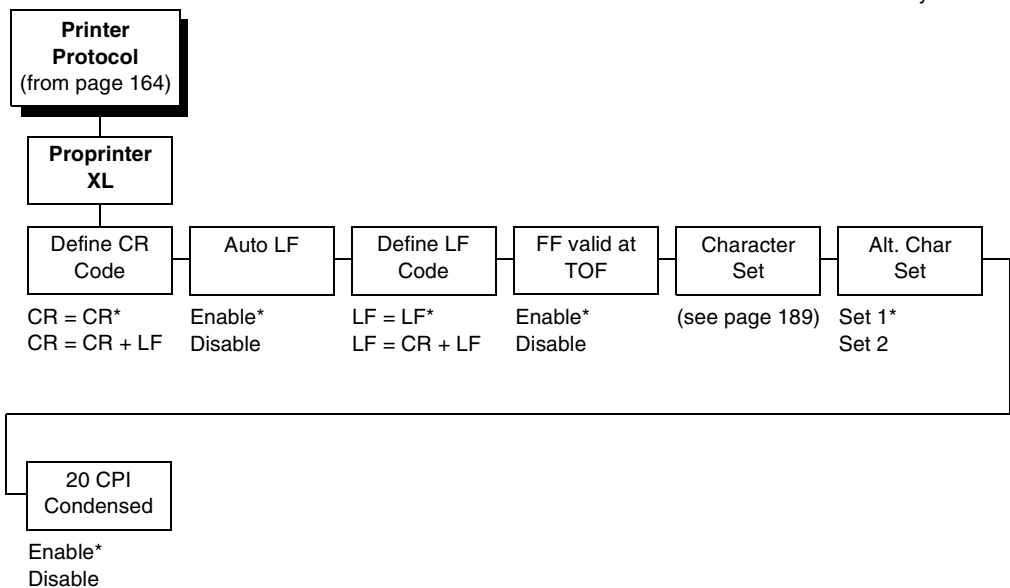 Printer
Protocol
(from page 164)
Proprinter
XL
Define CR
Code
CR = CR*
CR = CR + LF
Auto LF
Enable*
Disable
Define LF
Code
LF = LF*
LF = CR + LF
FF valid at
TOF
Enable*
Disable
Character
Set
(see page 189)
Alt. Char
Set
Set 1*
Set 2
20 CPI
Condensed
Enable*
Disable